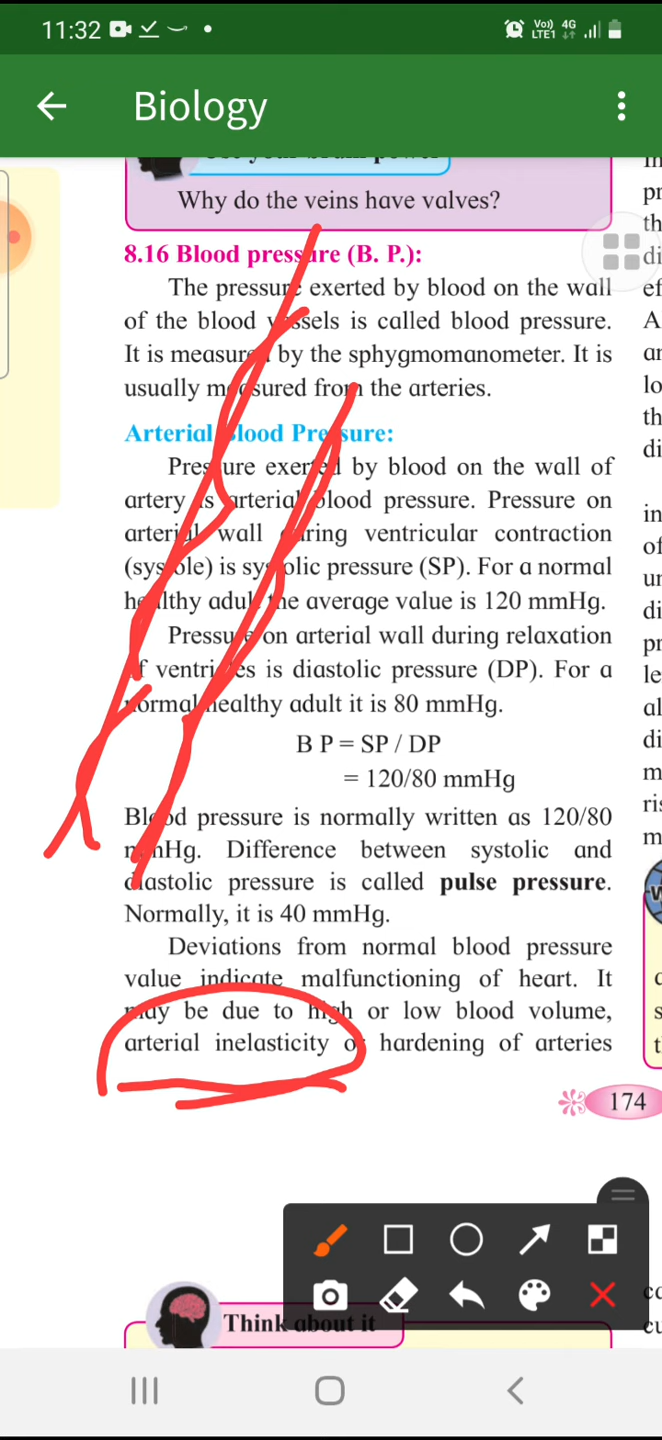 11:32
Vo)) 4G
LTE1
Biology
Why do the veins have valves?
8.16 Blood pressure (B. P.):
The pressure exerted by blood on the wall
of the blood vessels is called blood pressure.
It is measured by the sphygmomanometer. It is
usually measured from the arteries.
Arterial Blood Pressure:
Pressure exerted by blood on the wall of
artery is arterial blood pressure. Pressure on
arterial wall during ventricular contraction
(systole) is systolic pressure (SP). For a normal
healthy adult the average value is 120 mmHg.
Pressure on arterial wall during relaxation
of ventricles is diastolic pressure (DP). For a
normal healthy adult it is 80 mmHg.
B P = SP / DP
= 120/80 mmHg
Blood pressure is normally written as 120/80
mmHg. Difference between systolic and
diastolic pressure is called pulse pressure.
Normally, it is 40 mmHg.
Deviations from normal blood pressure
value indicate malfunctioning of heart. It
may be due to high or low blood volume,
arterial inelasticity or hardening of arteries
174
Think about it